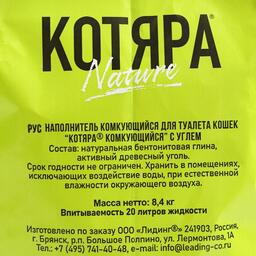 КОТЯРА®
Nature
РУС НАПОЛНИТЕЛЬ КОМКУЮЩИЙСЯ ДЛЯ ТУАЛЕТА КОШЕК
"КОТЯРА® КОМКУЮЩИЙСЯ" С УГЛЕМ
Состав: натуральная бентонитовая глина,
активный древесный уголь.
Срок годности не ограничен. Хранить в помещениях,
исключающих воздействие воды, при естественной
влажности окружающего воздуха.
Масса нетто: 8,4 кг
Впитываемость 20 литров жидкости
Изготовлено по заказу ООО "Лидинг®" 241903, Россия,
г. Брянск, р.п. Большое Полпино, ул. Лермонтова, 1А
Тел.: +7 (495) 741-40-48, e-mail: info@leading-co.ru